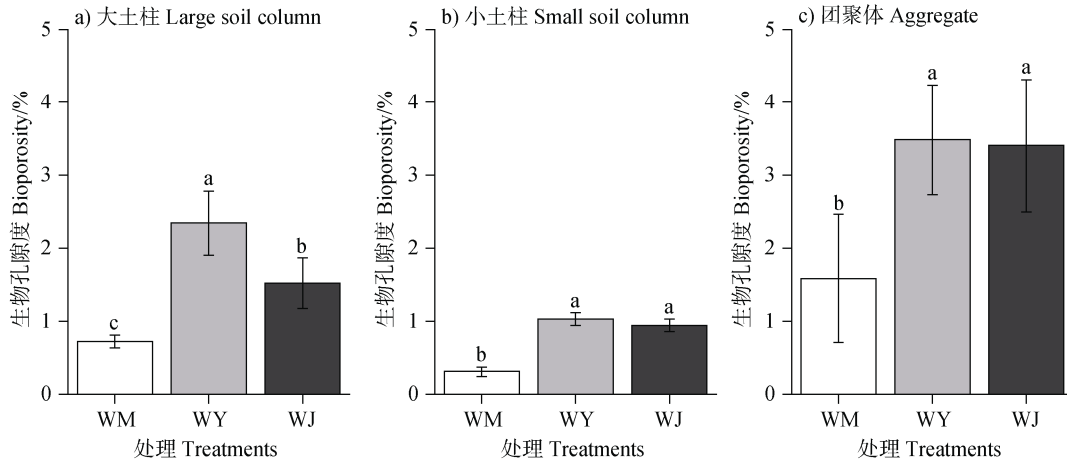 a) 大土柱 Large soil column
生物孔隙度 Bioporosity/%
5
4
3
2
1
0
c
a
b
WM
WY
WJ
处理 Treatments
b) 小土柱 Small soil column
生物孔隙度 Bioporosity/%
5
4
3
2
1
0
b
a
a
WM
WY
WJ
处理 Treatments
c) 团聚体 Aggregate
生物孔隙度 Bioporosity/%
5
4
3
2
1
0
b
a
a
WM
WY
WJ
处理 Treatments